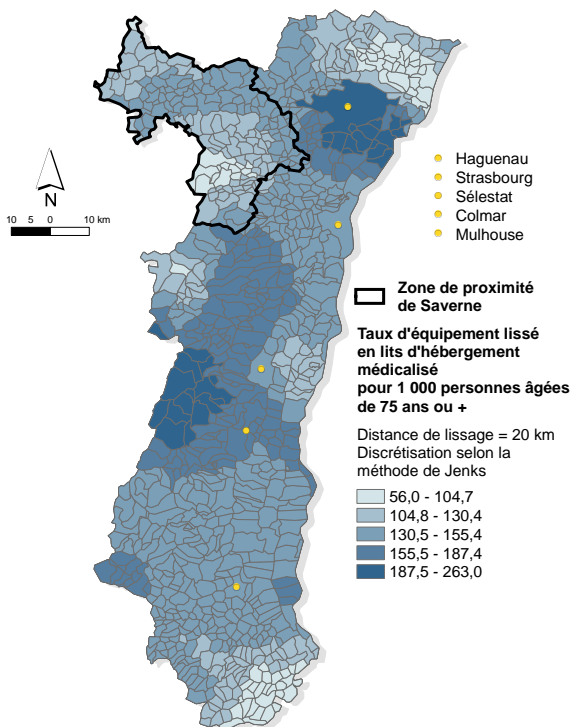 N
10 5 0 10 km
Haguenau
Strasbourg
Sélestat
Colmar
Mulhouse
Zone de proximité
de Saverne
Taux d'équipement lissé
en lits d'hébergement
médicalisé
pour 1 000 personnes âgées
de 75 ans ou +
Distance de lissage = 20 km
Discrétisation selon la
méthode de Jenks
56,0 - 104,7
104,8 - 130,4
130,5 - 155,4
155,5 - 187,4
187,5 - 263,0